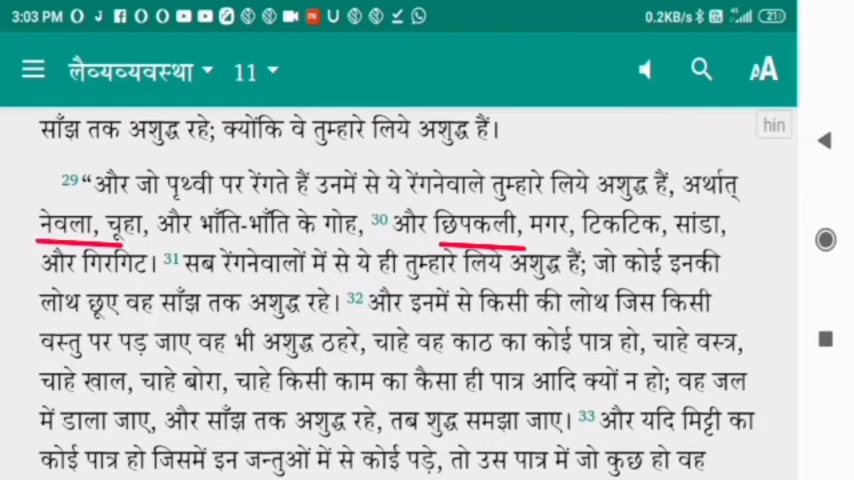 3:03 PM
0.2KB/s 21
लैव्यव्यवस्था 11 AA
hin
साँझ तक अशुद्ध रहे; क्योंकि वे तुम्हारे लिये अशुद्ध हैं।
29 “और जो पृथ्वी पर रेंगते हैं उनमें से ये रेंगनेवाले तुम्हारे लिये अशुद्ध हैं, अर्थात्
नेवला, चूहा, और भाँति-भाँति के गोह, 30 और छिपकली, मगर, टिकटिक, सांडा,
और गिरगिट। 31 सब रेंगनेवालों में से ये ही तुम्हारे लिये अशुद्ध हैं; जो कोई इनकी
लोथ छूए वह साँझ तक अशुद्ध रहे। 32 और इनमें से किसी की लोथ जिस किसी
वस्तु पर पड़ जाए वह भी अशुद्ध ठहरे, चाहे वह काठ का कोई पात्र हो, चाहे वस्त्र,
चाहे खाल, चाहे बोरा, चाहे किसी काम का कैसा ही पात्र आदि क्यों न हो; वह जल
में डाला जाए, और साँझ तक अशुद्ध रहे, तब शुद्ध समझा जाए। 33 और यदि मिट्टी का
कोई पात्र हो जिसमें इन जन्तुओं में से कोई पड़े, तो उस पात्र में जो कुछ हो वह